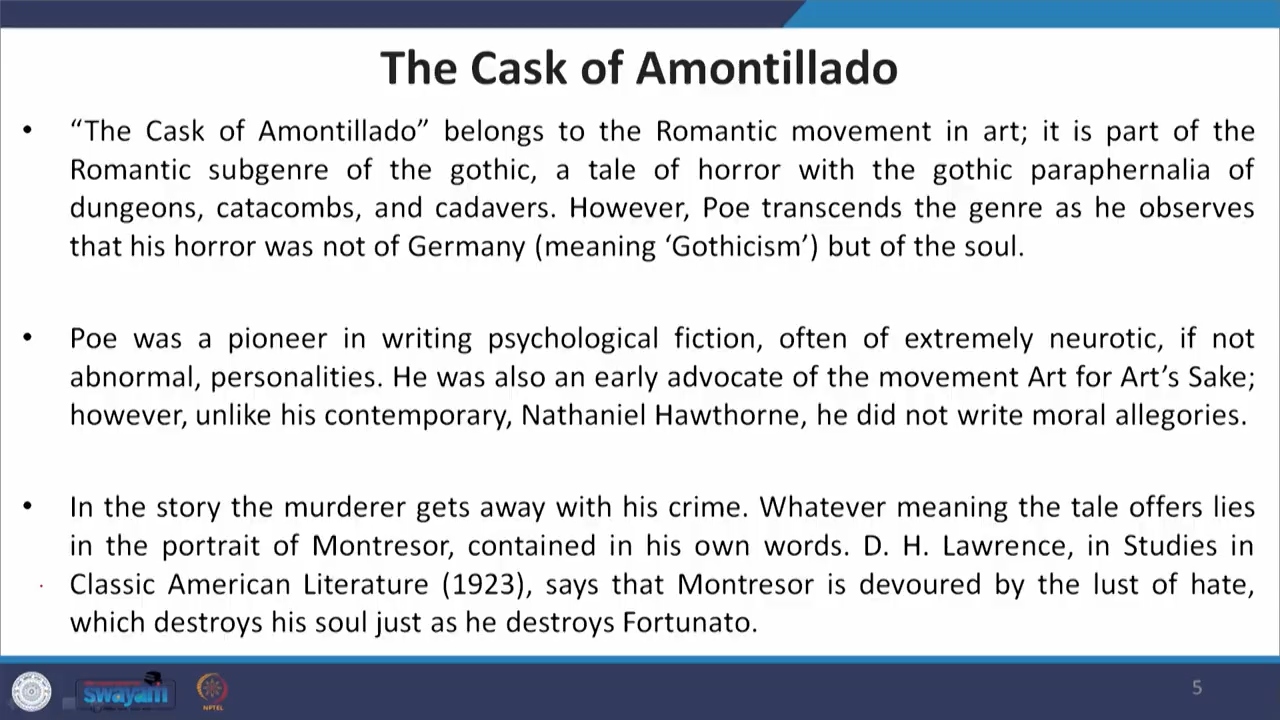 The Cask of Amontillado
• “The Cask of Amontillado” belongs to the Romantic movement in art; it is part of the
Romantic subgenre of the gothic, a tale of horror with the gothic paraphernalia of
dungeons, catacombs, and cadavers. However, Poe transcends the genre as he observes
that his horror was not of Germany (meaning ‘Gothicism’) but of the soul.
• Poe was a pioneer in writing psychological fiction, often of extremely neurotic, if not
abnormal, personalities. He was also an early advocate of the movement Art for Art’s Sake;
however, unlike his contemporary, Nathaniel Hawthorne, he did not write moral allegories.
• In the story the murderer gets away with his crime. Whatever meaning the tale offers lies
in the portrait of Montresor, contained in his own words. D. H. Lawrence, in Studies in
Classic American Literature (1923), says that Montresor is devoured by the lust of hate,
which destroys his soul just as he destroys Fortunato.
swayam
NPTEL
5